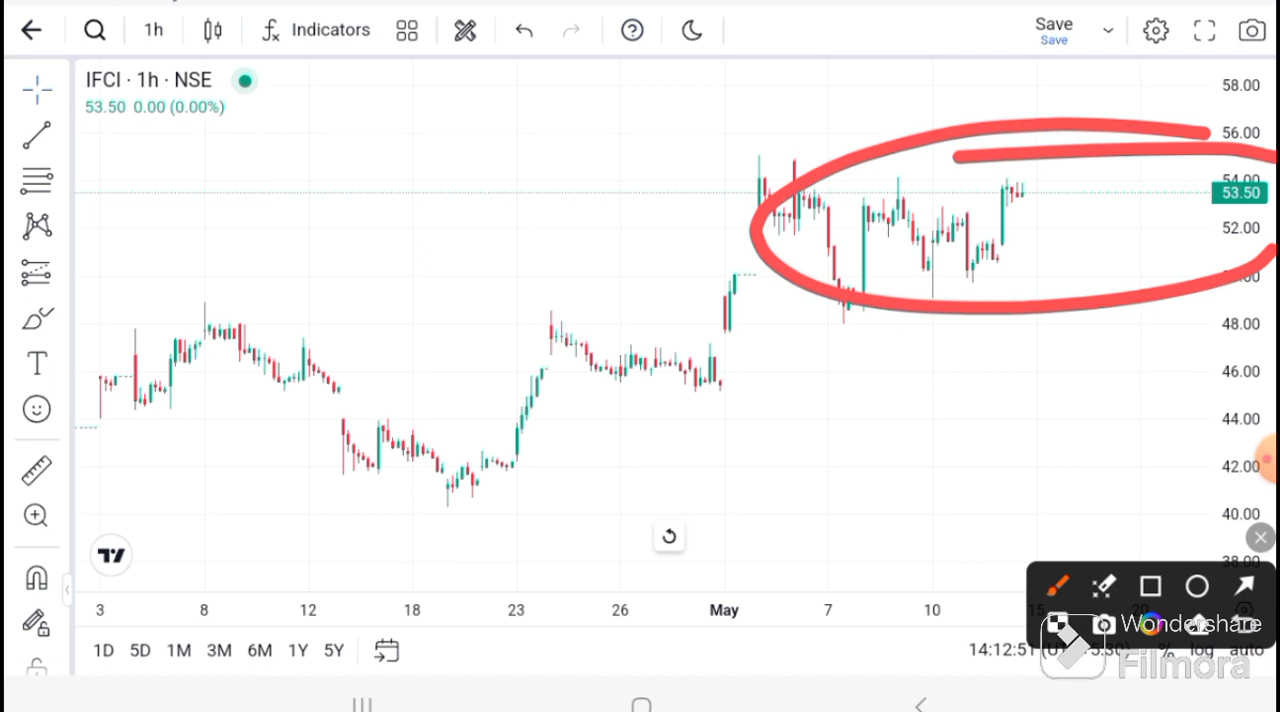 1h Indicators Save
Save
IFCI · 1h · NSE
53.50 0.00 (0.00%)
58.00
56.00
54.00
53.50
52.00
48.00
46.00
44.00
42.00
40.00
38.00
3 8 12 18 23 26 May 7 10 15 20
Wondershare
Filmora
1D 5D 1M 3M 6M 1Y 5Y 14:12:51 % log auto